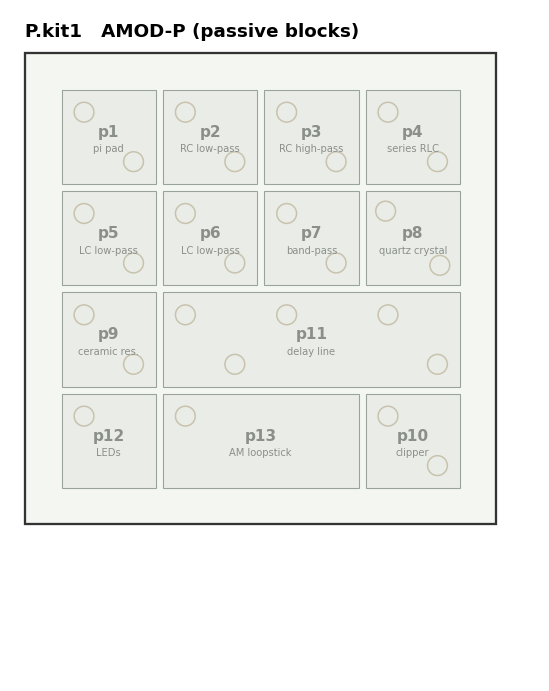 P.kit1   AMOD-P (passive blocks)
p1
pi pad
p2
RC low-pass
p3
RC high-pass
p4
series RLC
p5
LC low-pass
p6
LC low-pass
p7
band-pass
p8
quartz crystal
p9
ceramic res.
p11
delay line
p12
LEDs
p13
AM loopstick
p10
clipper